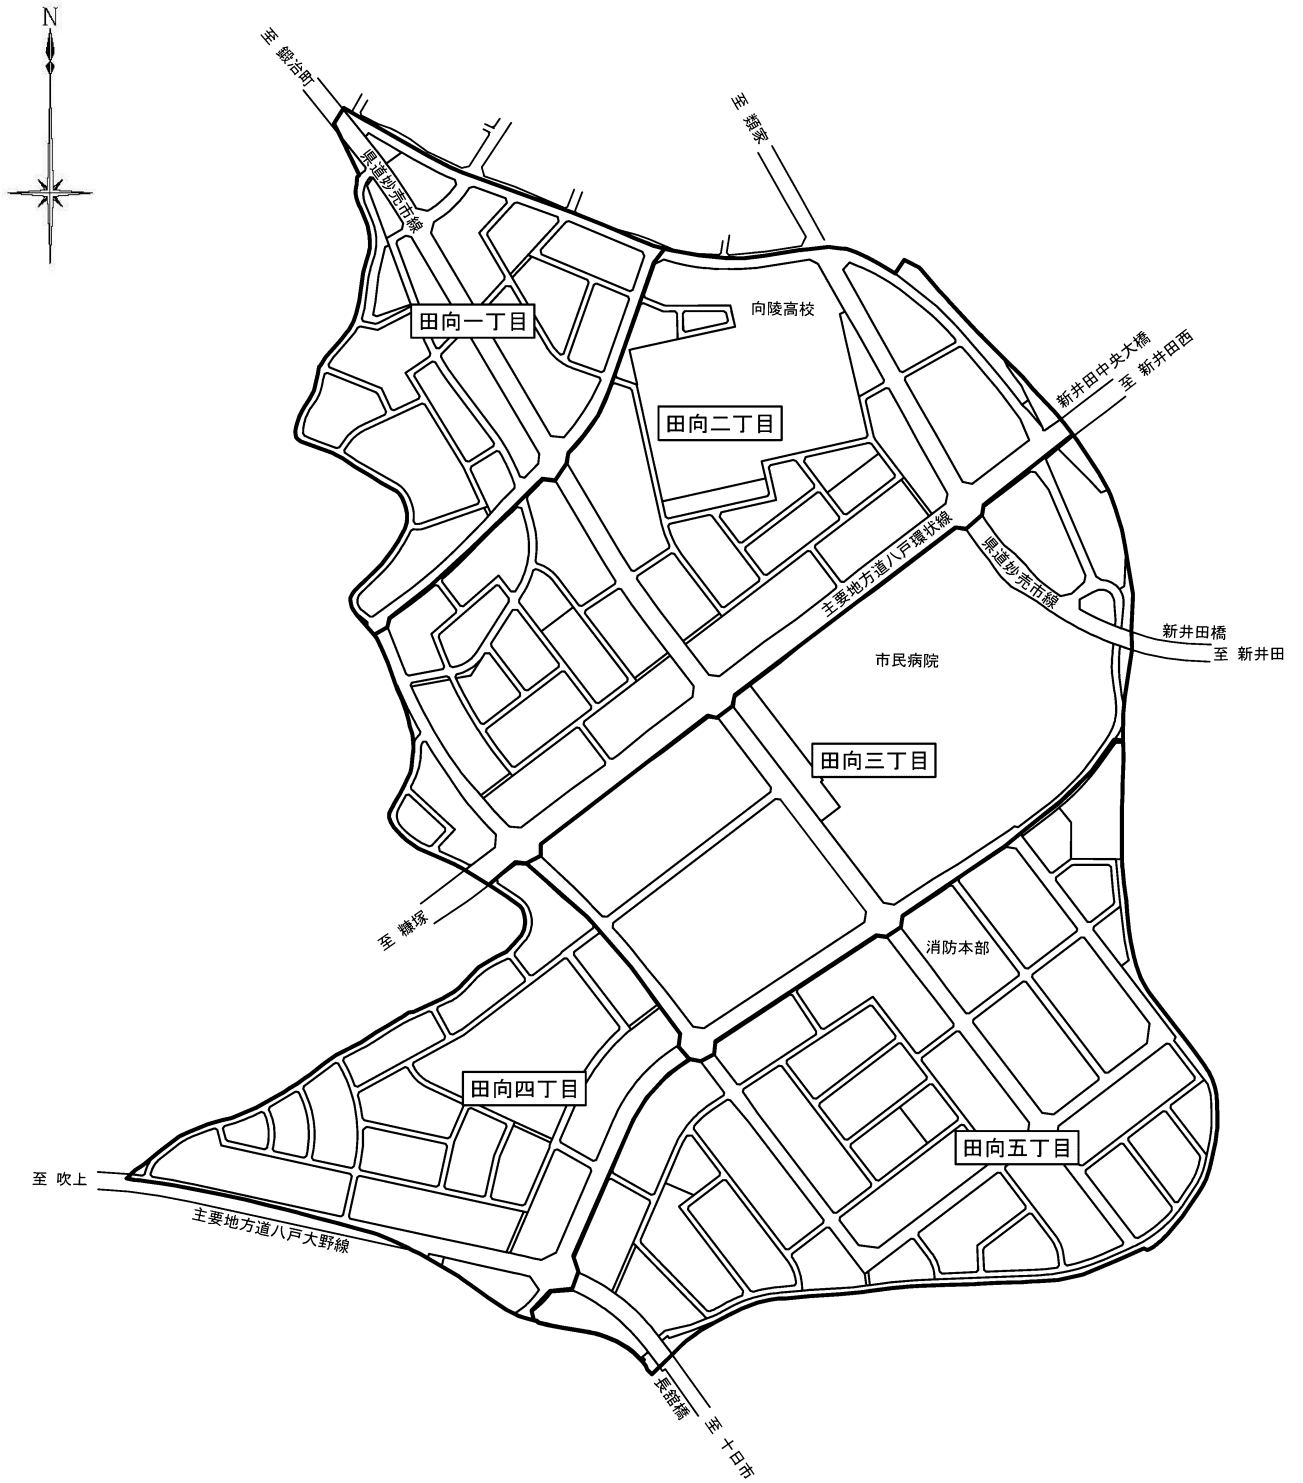 N
至 鍛冶町
至 類家
県道妙売市線
向陵高校
田向一丁目
新井田中央大橋
至 新井田西
田向二丁目
主要地方道八戸環状線
県道妙売市線
新井田橋
至 新井田
市民病院
田向三丁目
至 糠塚
消防本部
田向四丁目
田向五丁目
至 吹上
主要地方道八戸大野線
長舘橋
至 十日市